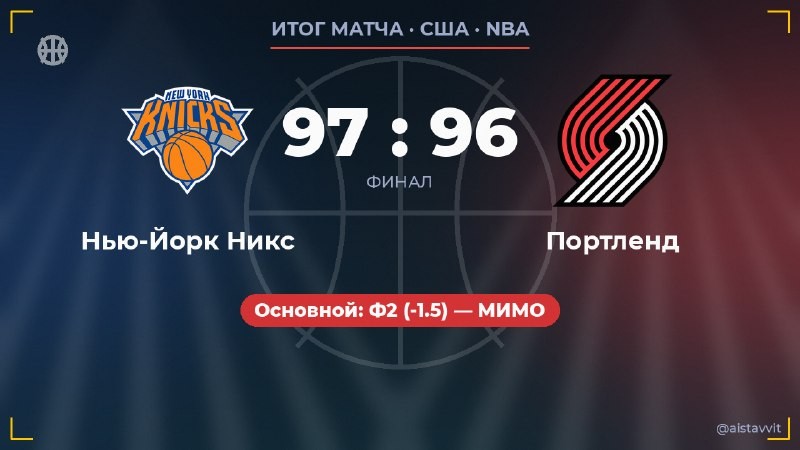 ИТОГ МАТЧА · США · NBA
NEW YORK
KNICKS
97 : 96
ФИНАЛ
Нью-Йорк Никс
Портленд
Основной: Ф2 (-1.5) — МИМО
@aistavvit